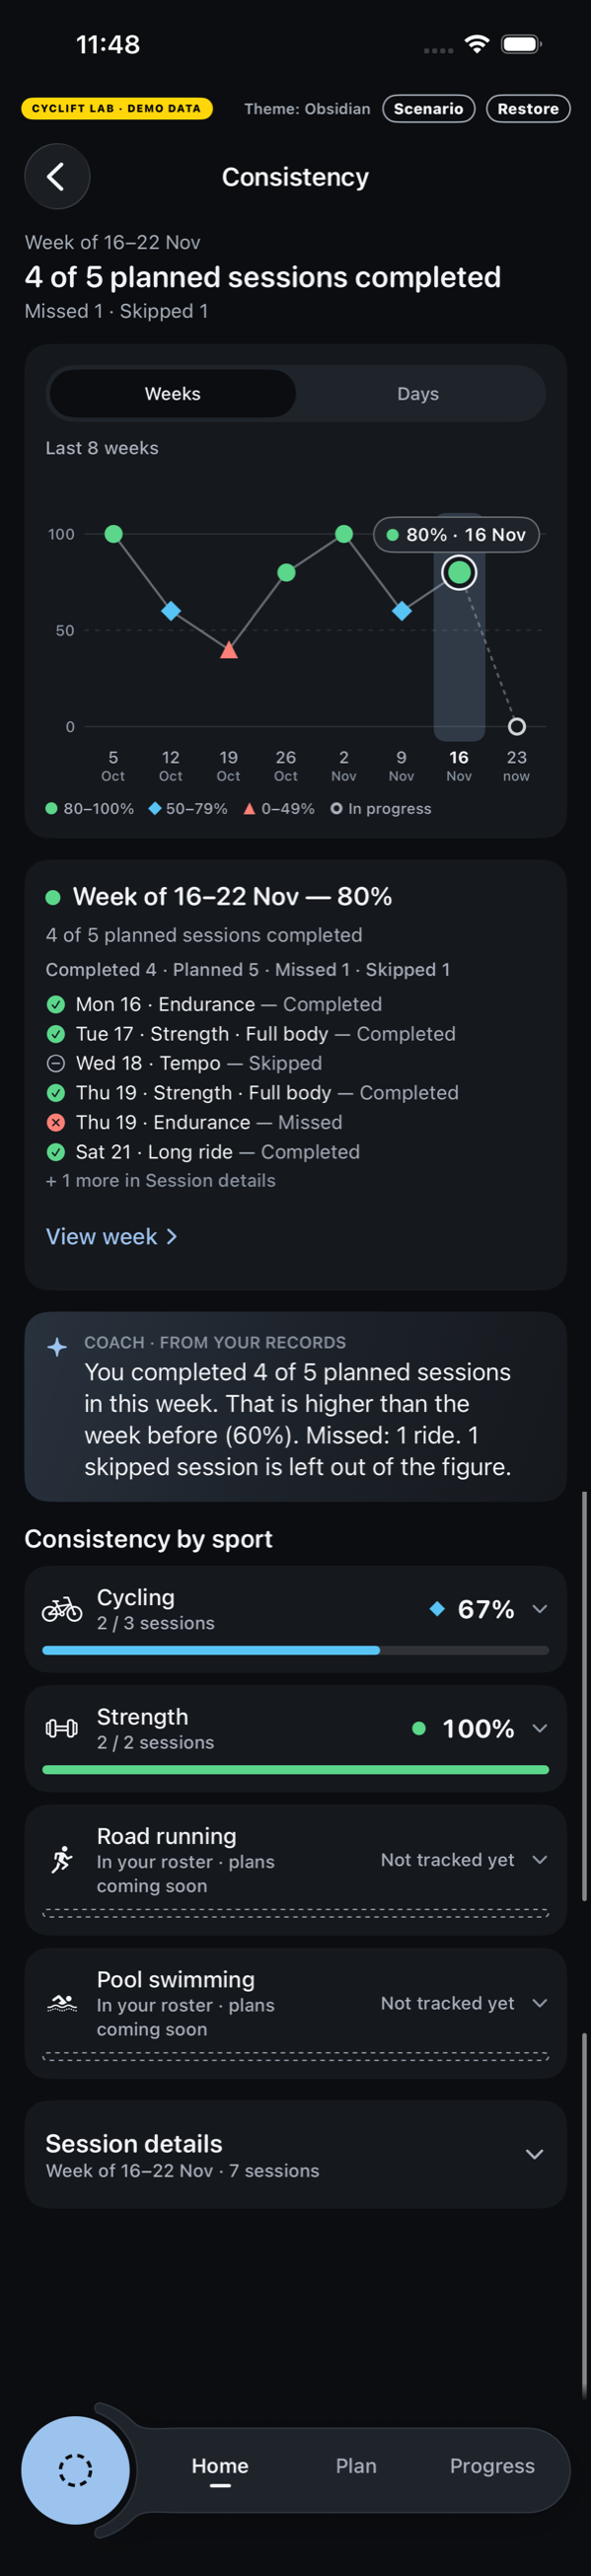 11:48
CYCLIFT LAB · DEMO DATA
Theme: Obsidian
Scenario
Restore
Consistency
Week of 16–22 Nov
4 of 5 planned sessions completed
Missed 1 · Skipped 1
Weeks
Days
Last 8 weeks
80% · 16 Nov
100
50
0
5 Oct
12 Oct
19 Oct
26 Oct
2 Nov
9 Nov
16 Nov
23 now
80–100%
50–79%
0–49%
In progress
Week of 16–22 Nov — 80%
4 of 5 planned sessions completed
Completed 4 · Planned 5 · Missed 1 · Skipped 1
Mon 16 · Endurance — Completed
Tue 17 · Strength · Full body — Completed
Wed 18 · Tempo — Skipped
Thu 19 · Strength · Full body — Completed
Thu 19 · Endurance — Missed
Sat 21 · Long ride — Completed
+ 1 more in Session details
View week
COACH · FROM YOUR RECORDS
You completed 4 of 5 planned sessions
in this week. That is higher than the
week before (60%). Missed: 1 ride. 1
skipped session is left out of the figure.
Consistency by sport
Cycling
2 / 3 sessions
67%
Strength
2 / 2 sessions
100%
Road running
In your roster · plans
coming soon
Not tracked yet
Pool swimming
In your roster · plans
coming soon
Not tracked yet
Session details
Week of 16–22 Nov · 7 sessions
Home
Plan
Progress